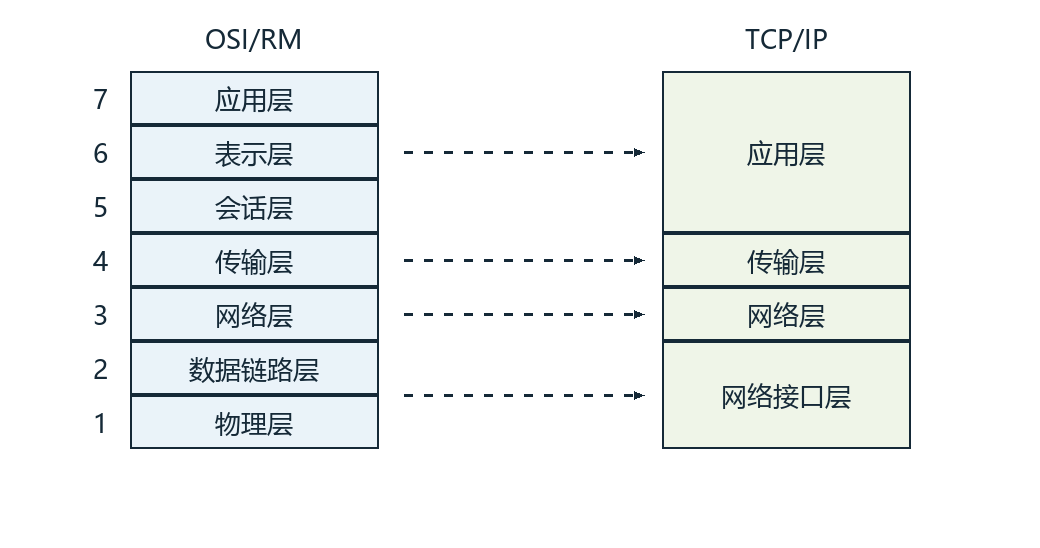 OSI/RM
TCP/IP
7
应用层
6
表示层
应用层
5
会话层
4
传输层
传输层
3
网络层
网络层
2
数据链路层
网络接口层
1
物理层